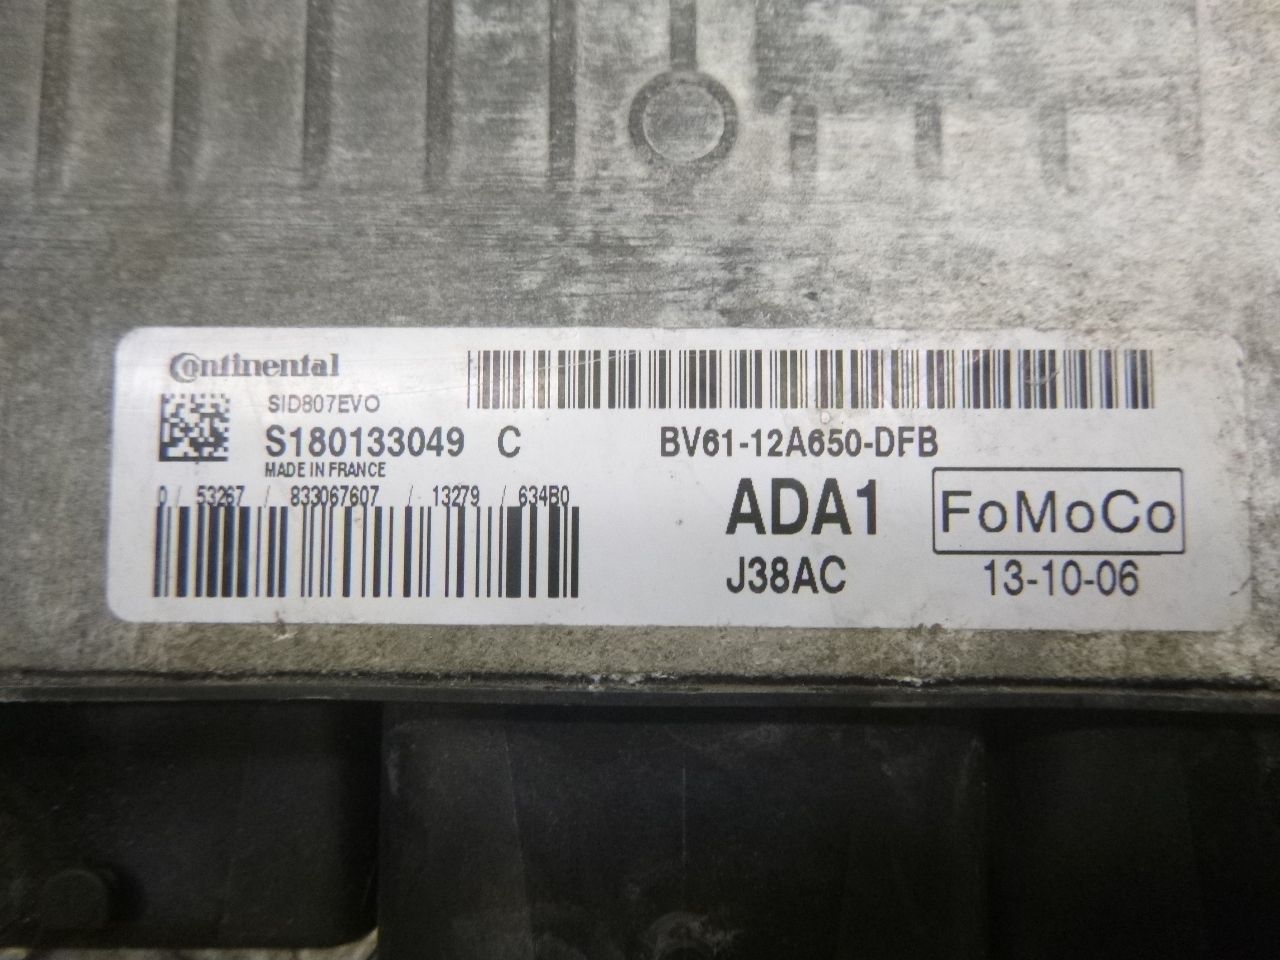 Continental
SID807EVO
S180133049 C
MADE IN FRANCE
0 / 53267 / 833067607 / 13279 / 634B0
BV61-12A650-DFB
ADA1
FoMoCo
J38AC
13-10-06